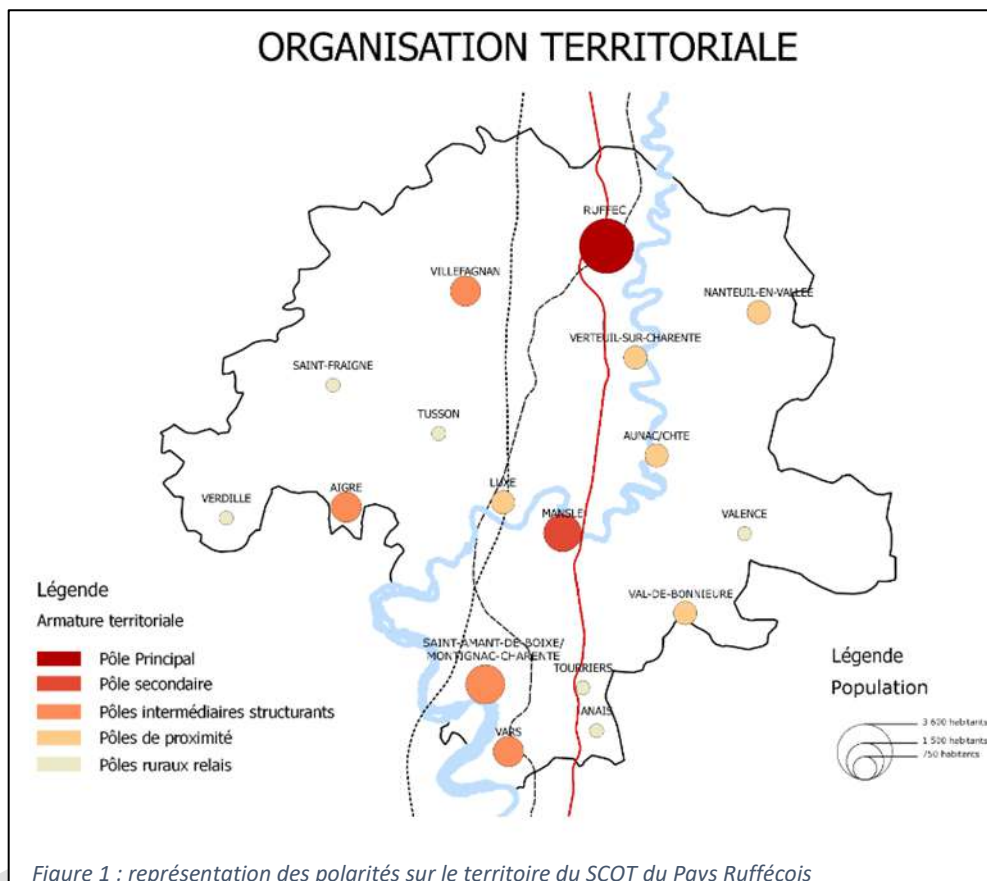 ORGANISATION TERRITORIALE
RUFFEC
VILLEFAGNAN
NANTEUIL-EN-VALLEE
VERTEUIL-SUR-CHARENTE
SAINT-FRAIGNE
TUSSON
AUNAC/CHTE
AIGRE
LUXE
VERDILLE
MANSLE
VALENCE
VAL-DE-BONNIEURE
SAINT-AMANT-DE-BOIXE/
MONTIGNAC-CHARENTE
TOURRIERS
ANAIS
VARS
Légende
Armature territoriale
Pôle Principal
Pôle secondaire
Pôles intermédiaires structurants
Pôles de proximité
Pôles ruraux relais
Légende
Population
3 600 habitants
1 500 habitants
750 habitants
Figure 1 : représentation des polarités sur le territoire du SCOT du Pays Ruffécois